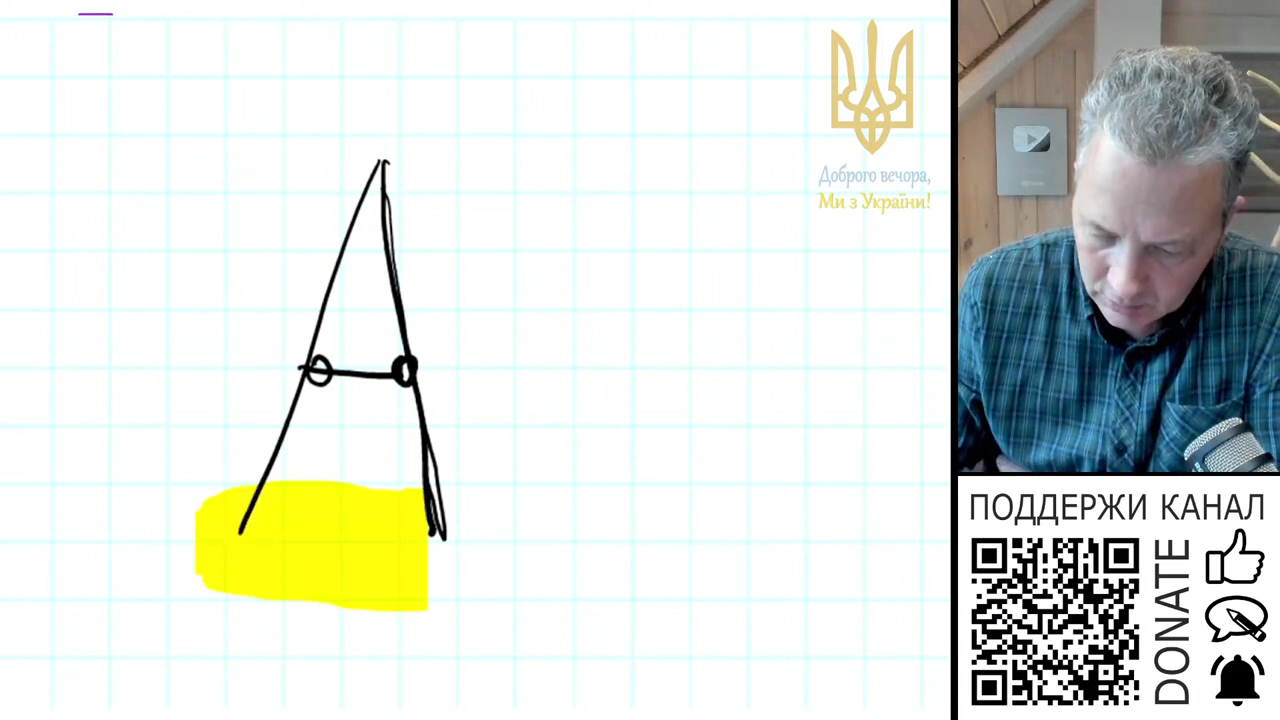 A
Доброго вечора,
Ми з України!
ПОДДЕРЖИ КАНАЛ
DONATE